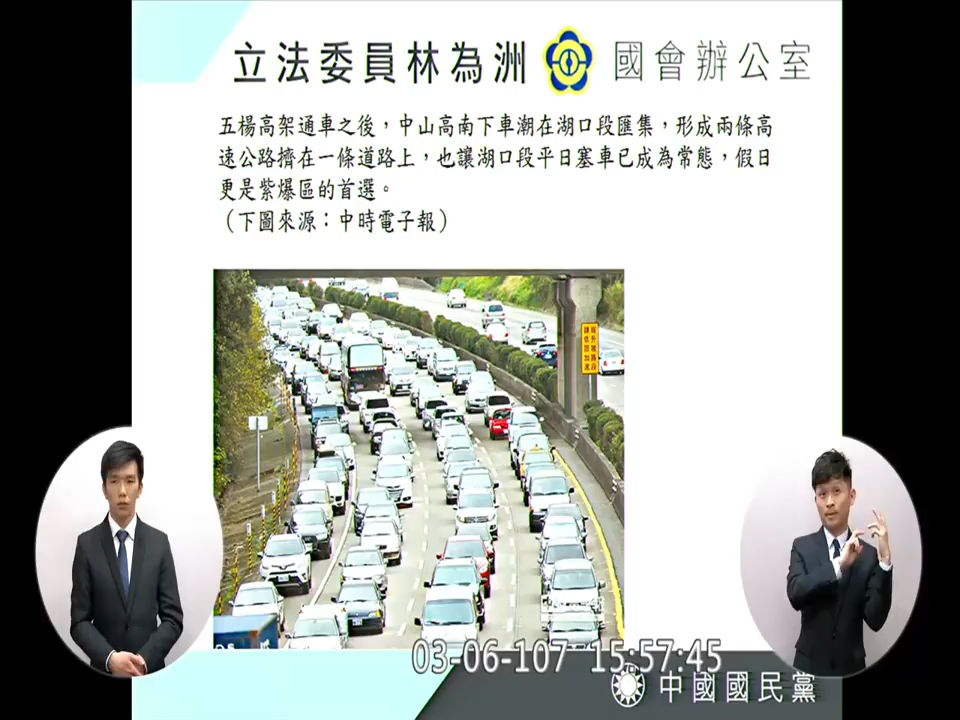 立法委員林為洲 國會辦公室
五楊高架通車之後，中山高南下車潮在湖口段匯集，形成兩條高
速公路擠在一條道路上，也讓湖口段平日塞車已成為常態，假日
更是紫爆區的首選。
（下圖來源：中時電子報）
03-06-107 15:57:45
中國國民黨